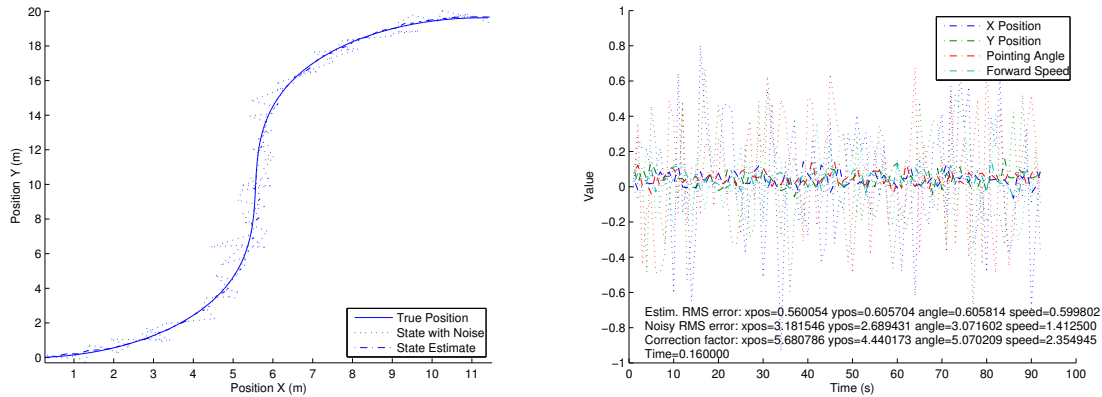 20
18
16
14
12
10
8
6
4
2
0
Position Y (m)
1 2 3 4 5 6 7 8 9 10 11
Position X (m)
True Position
State with Noise
State Estimate
1
0.8
0.6
0.4
0.2
0
−0.2
−0.4
−0.6
−0.8
−1
Value
X Position
Y Position
Pointing Angle
Forward Speed
Estim. RMS error: xpos=0.560054 ypos=0.605704 angle=0.605814 speed=0.599802
Noisy RMS error: xpos=3.181546 ypos=2.689431 angle=3.071602 speed=1.412500
Correction factor: xpos=5.680786 ypos=4.440173 angle=5.070209 speed=2.354945
Time=0.160000
0 10 20 30 40 50 60 70 80 90 100
Time (s)